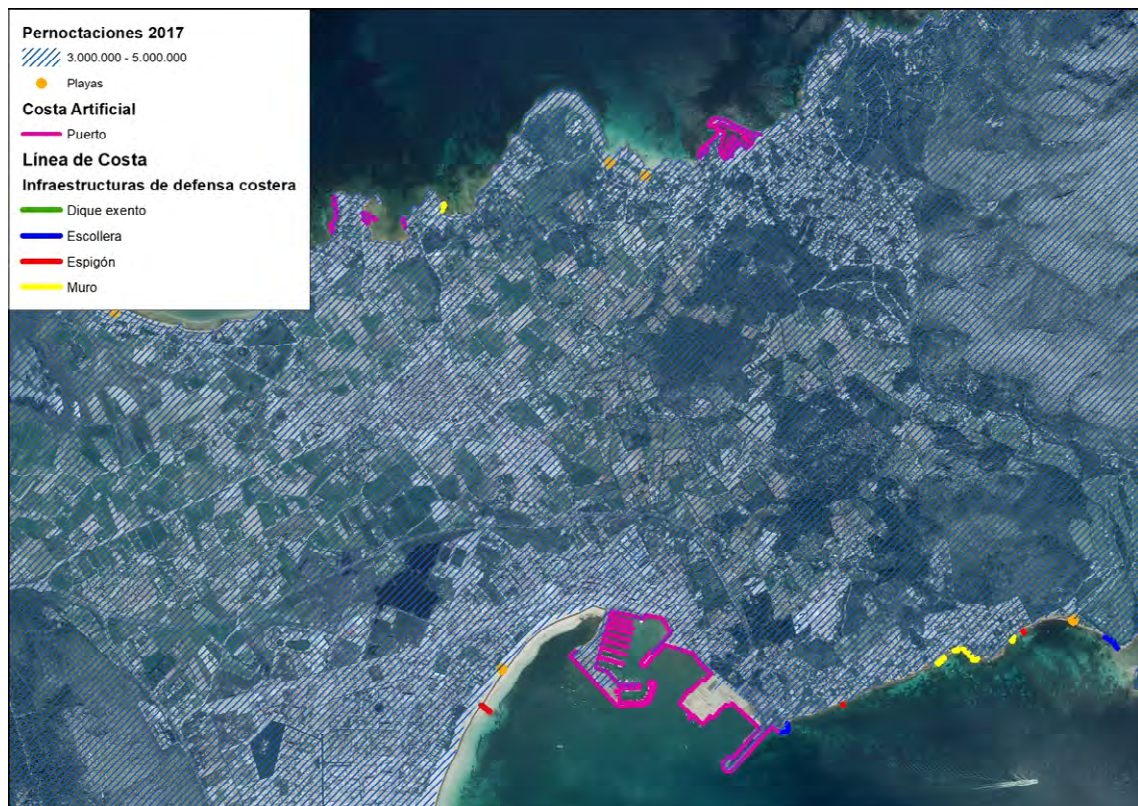 Pernoctaciones 2017
3.000.000 - 5.000.000
Playas
Costa Artificial
Puerto
Línea de Costa
Infraestructuras de defensa costera
Dique exento
Escollera
Espigón
Muro